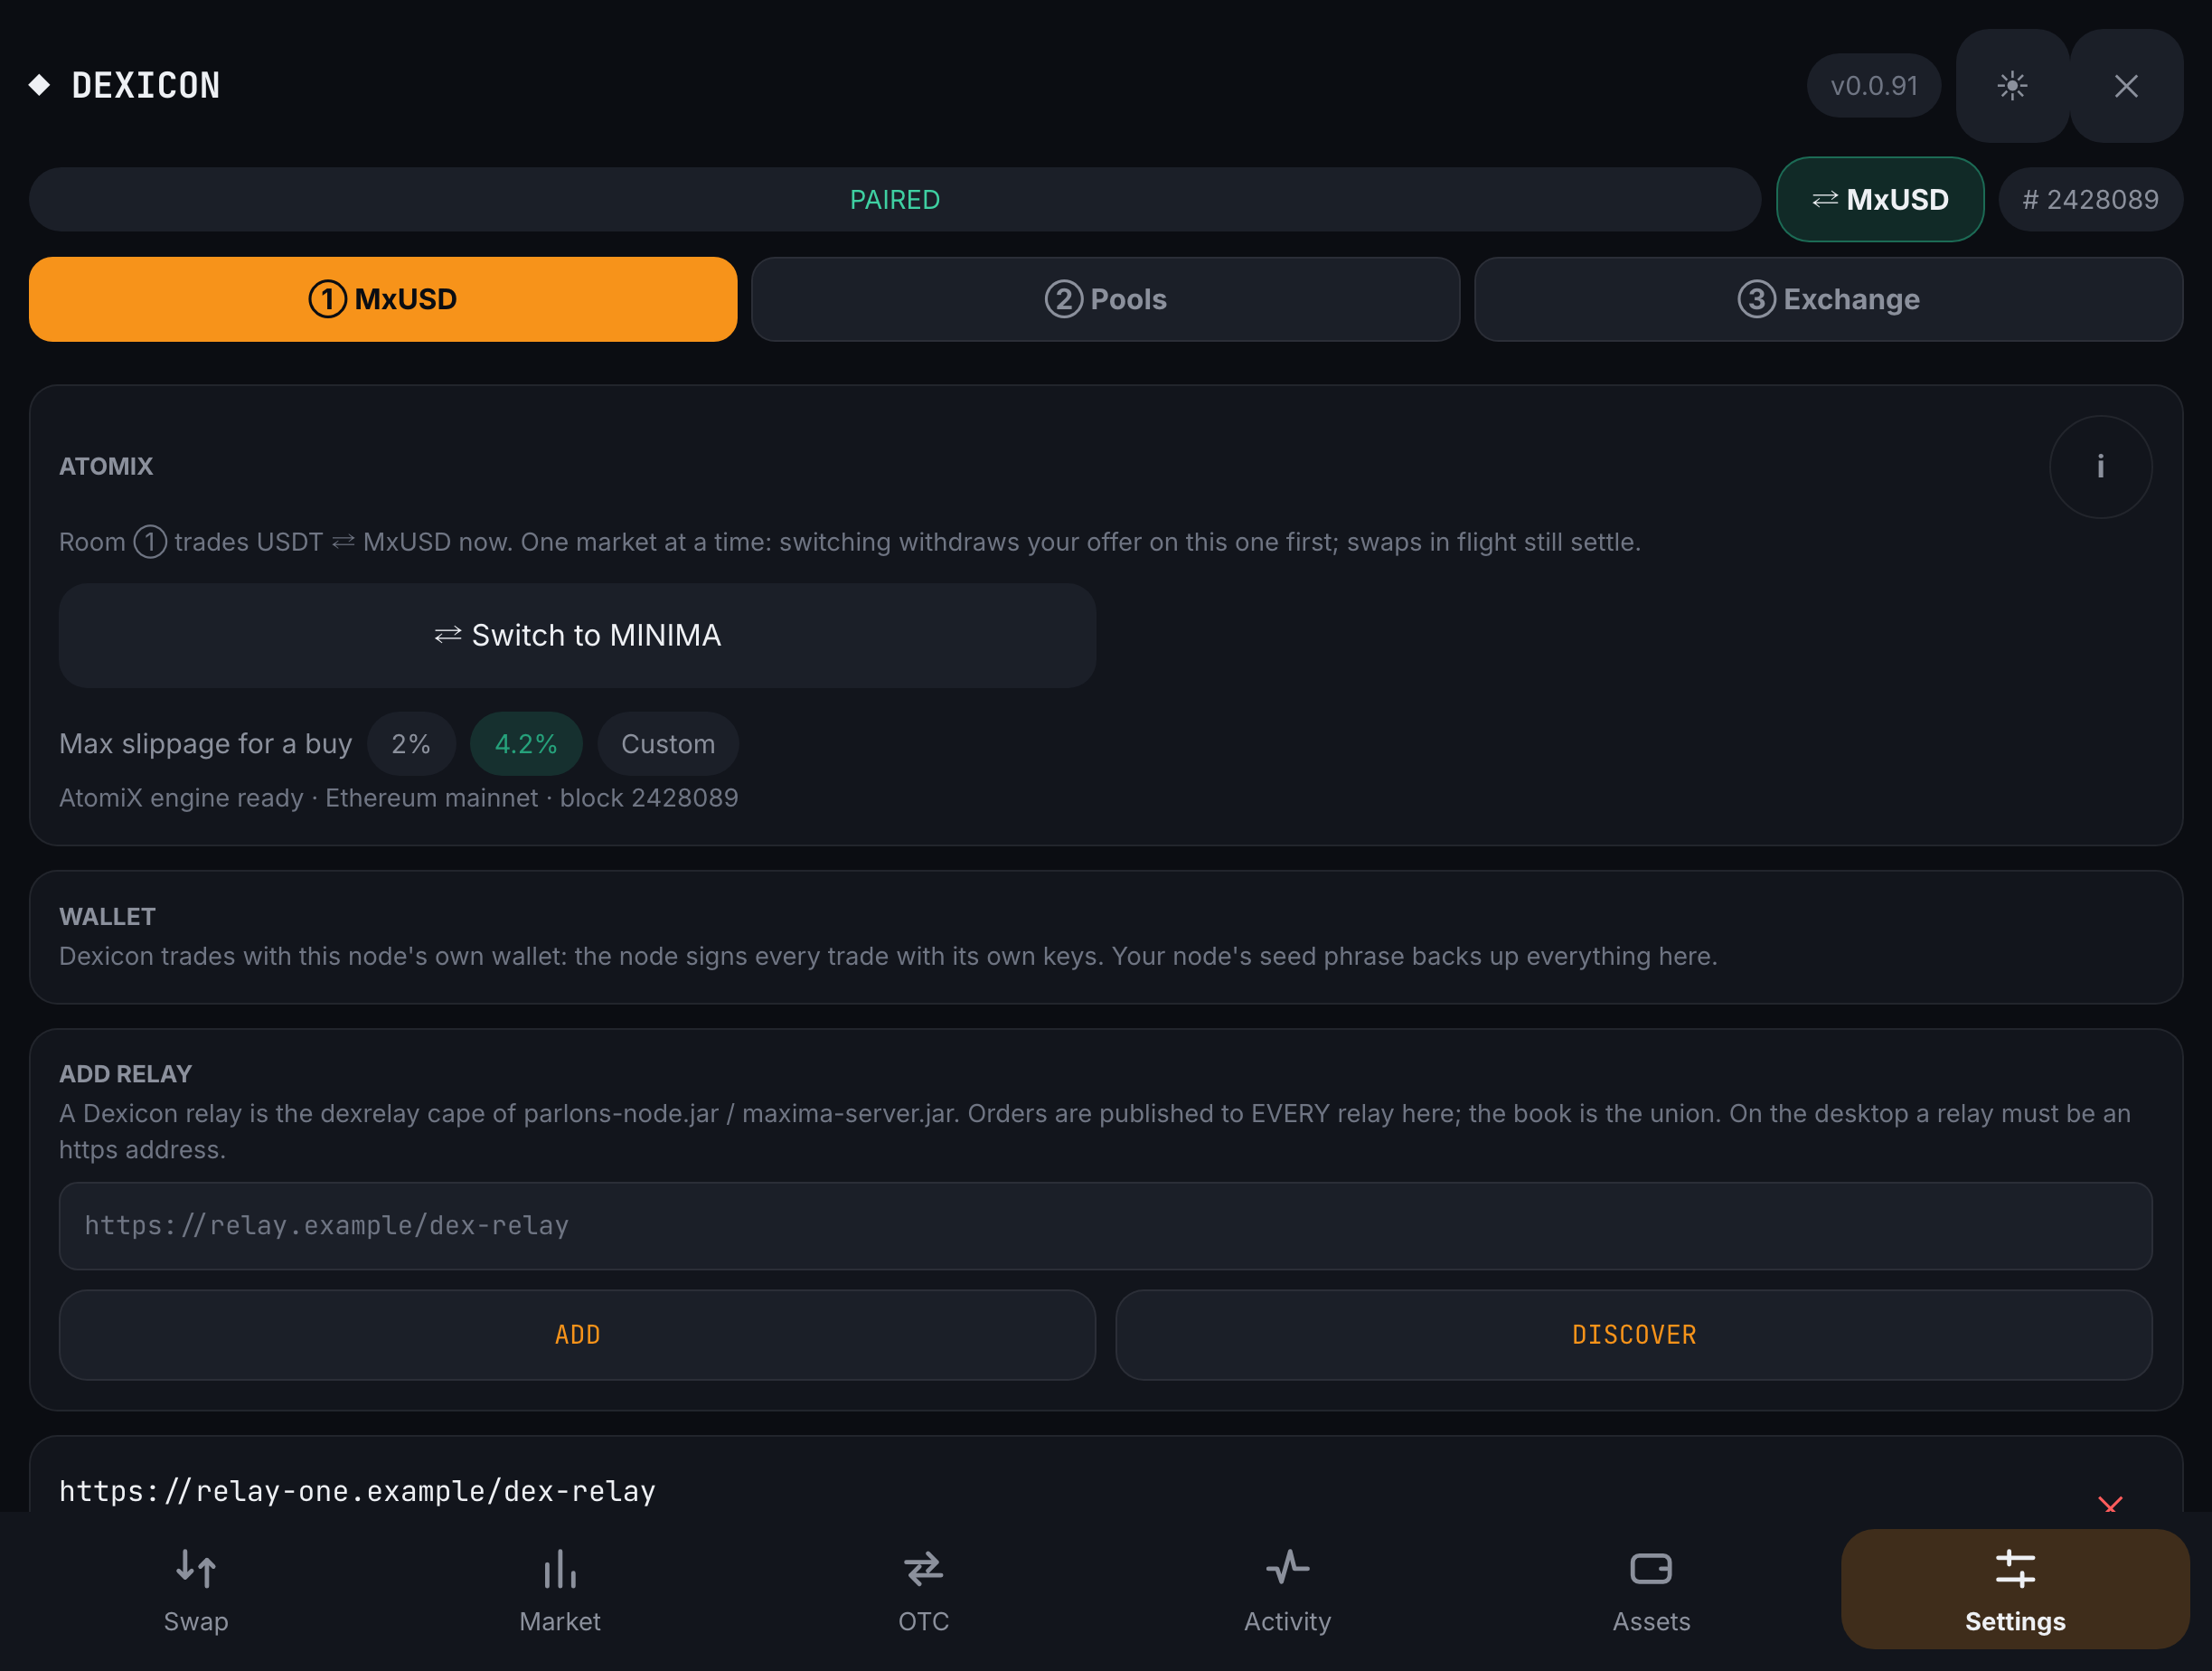 ◆ DEXICON
v0.0.91
PAIRED
⇄ MxUSD
# 2428089
① MxUSD
② Pools
③ Exchange
ATOMIX
i
Room ① trades USDT ⇄ MxUSD now. One market at a time: switching withdraws your offer on this one first; swaps in flight still settle.
⇄ Switch to MINIMA
Max slippage for a buy 2% 4.2% Custom
AtomiX engine ready · Ethereum mainnet · block 2428089
WALLET
Dexicon trades with this node's own wallet: the node signs every trade with its own keys. Your node's seed phrase backs up everything here.
ADD RELAY
A Dexicon relay is the dexrelay cape of parlons-node.jar / maxima-server.jar. Orders are published to EVERY relay here; the book is the union. On the desktop a relay must be an
https address.
https://relay.example/dex-relay
ADD
DISCOVER
https://relay-one.example/dex-relay
Swap
Market
OTC
Activity
Assets
Settings